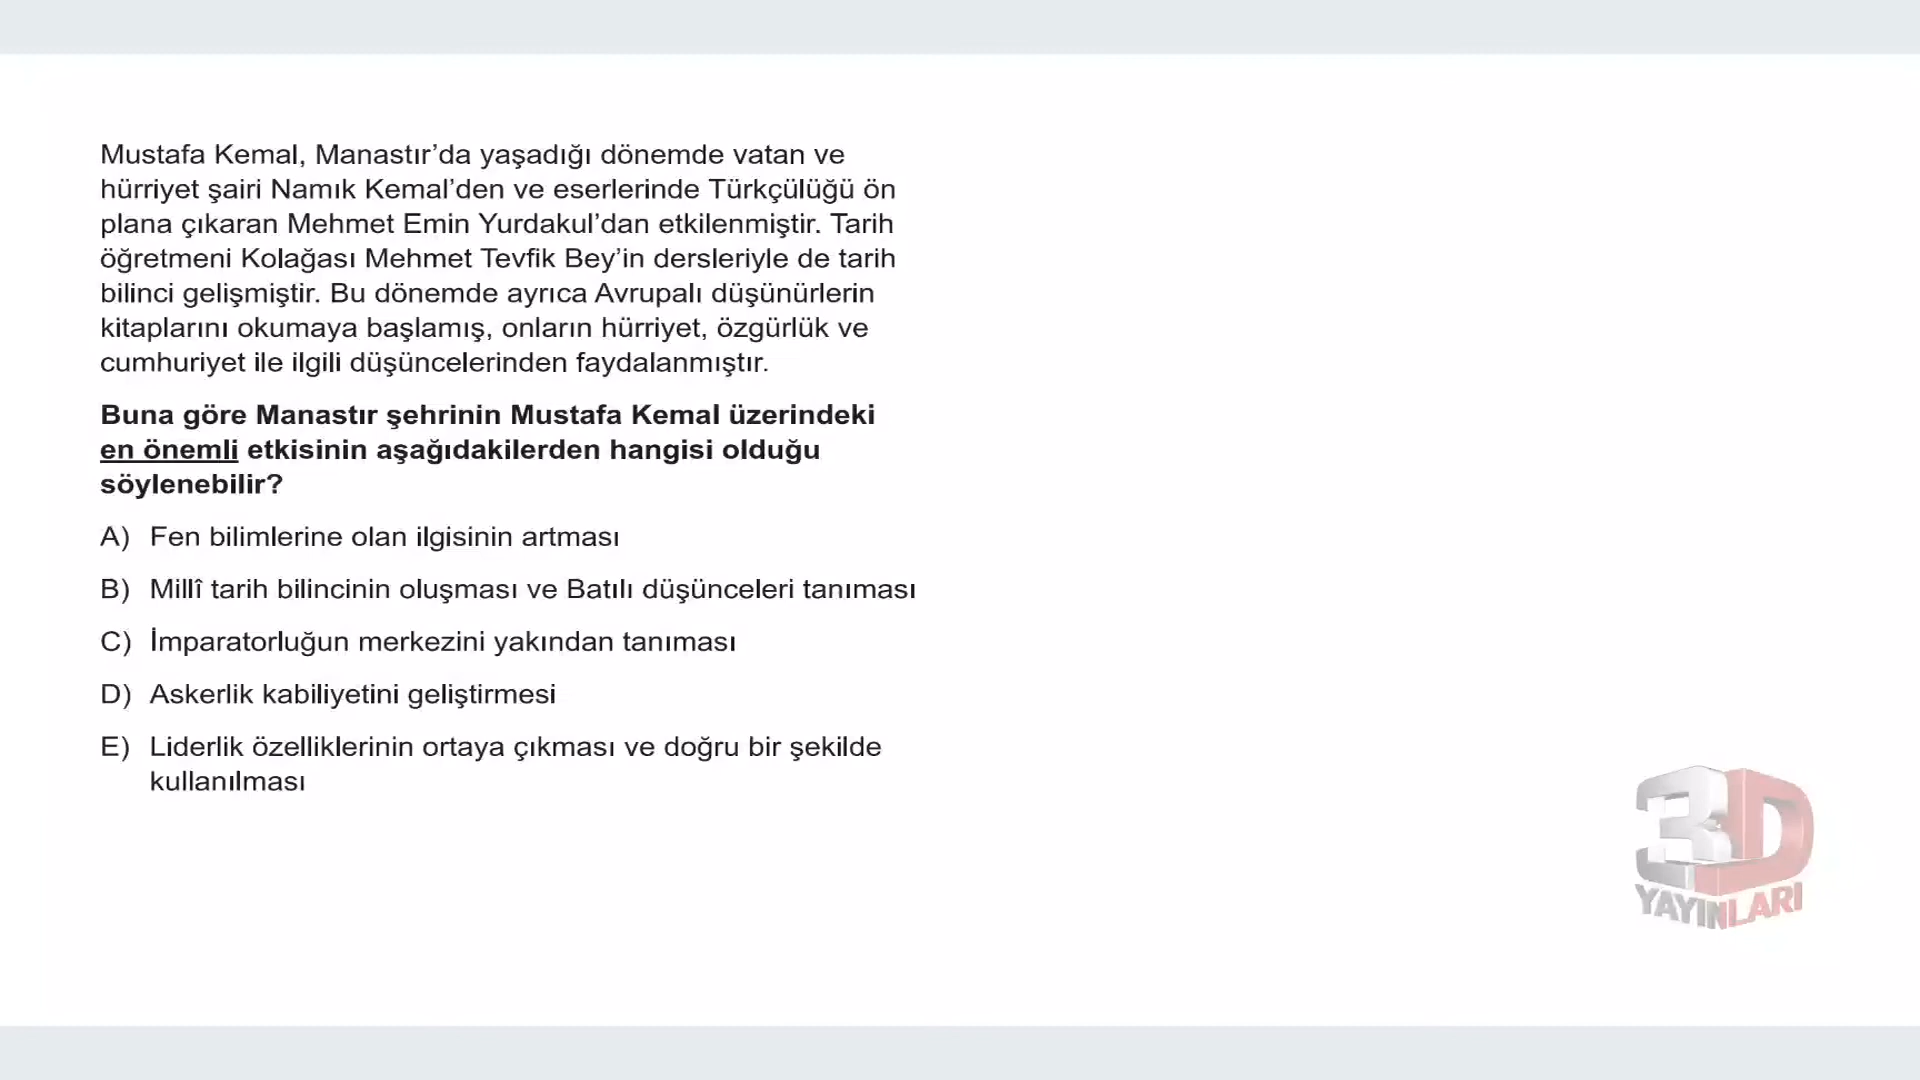 Mustafa Kemal, Manastır’da yaşadığı dönemde vatan ve
hürriyet şairi Namık Kemal’den ve eserlerinde Türkçülüğü ön
plana çıkaran Mehmet Emin Yurdakul’dan etkilenmiştir. Tarih
öğretmeni Kolağası Mehmet Tevfik Bey’in dersleriyle de tarih
bilinci gelişmiştir. Bu dönemde ayrıca Avrupalı düşünürlerin
kitaplarını okumaya başlamış, onların hürriyet, özgürlük ve
cumhuriyet ile ilgili düşüncelerinden faydalanmıştır.
Buna göre Manastır şehrinin Mustafa Kemal üzerindeki
en önemli etkisinin aşağıdakilerden hangisi olduğu
söylenebilir?
A) Fen bilimlerine olan ilgisinin artması
B) Millî tarih bilincinin oluşması ve Batılı düşünceleri tanıması
C) İmparatorluğun merkezini yakından tanıması
D) Askerlik kabiliyetini geliştirmesi
E) Liderlik özelliklerinin ortaya çıkması ve doğru bir şekilde
kullanılması
3D
YAYINLARI